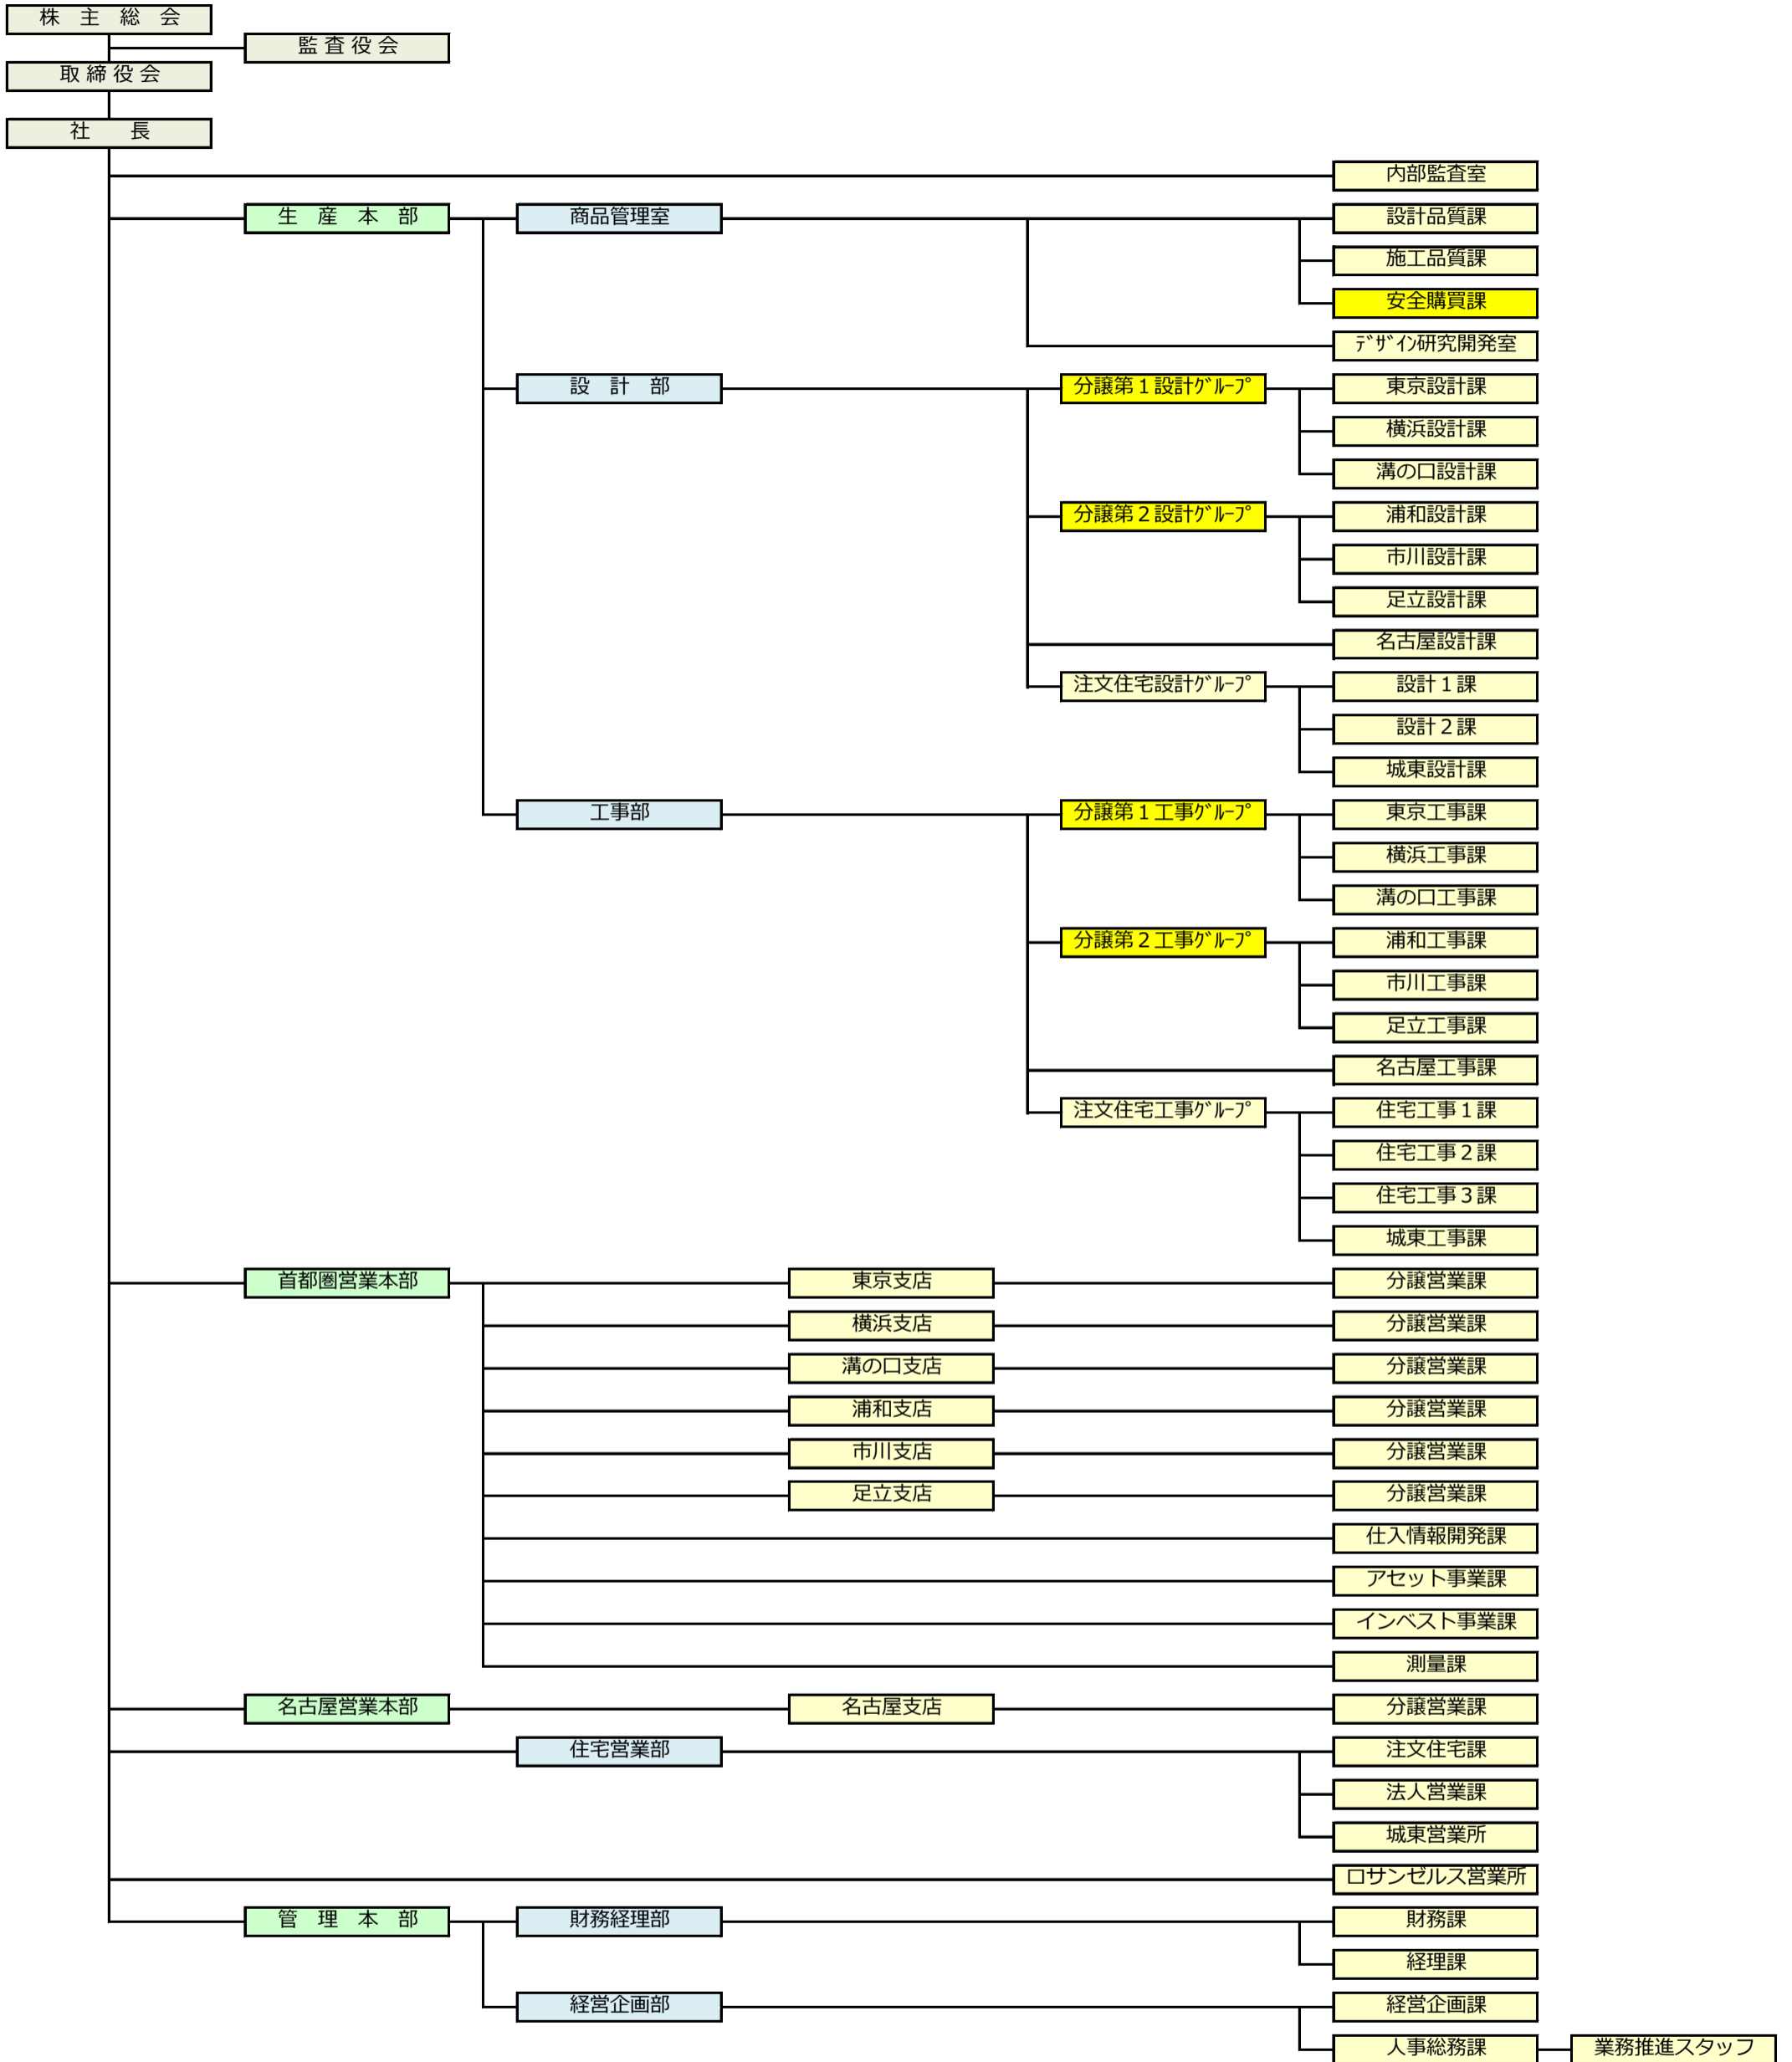 株　主　総　会
監 査 役 会
取 締 役 会
社　　長
内部監査室
生　産　本　部
商品管理室
設計品質課
施工品質課
安全購買課
ﾃﾞｻﾞｲﾝ研究開発室
設　計　部
分譲第１設計ｸﾞﾙｰﾌﾟ
東京設計課
横浜設計課
溝の口設計課
分譲第２設計ｸﾞﾙｰﾌﾟ
浦和設計課
市川設計課
足立設計課
名古屋設計課
注文住宅設計ｸﾞﾙｰﾌﾟ
設計１課
設計２課
城東設計課
工事部
分譲第１工事ｸﾞﾙｰﾌﾟ
東京工事課
横浜工事課
溝の口工事課
分譲第２工事ｸﾞﾙｰﾌﾟ
浦和工事課
市川工事課
足立工事課
名古屋工事課
注文住宅工事ｸﾞﾙｰﾌﾟ
住宅工事１課
住宅工事２課
住宅工事３課
城東工事課
首都圏営業本部
東京支店
分譲営業課
横浜支店
分譲営業課
溝の口支店
分譲営業課
浦和支店
分譲営業課
市川支店
分譲営業課
足立支店
分譲営業課
仕入情報開発課
アセット事業課
インベスト事業課
測量課
名古屋営業本部
名古屋支店
分譲営業課
住宅営業部
注文住宅課
法人営業課
城東営業所
ロサンゼルス営業所
管　理　本　部
財務経理部
財務課
経理課
経営企画部
経営企画課
人事総務課
業務推進スタッフ